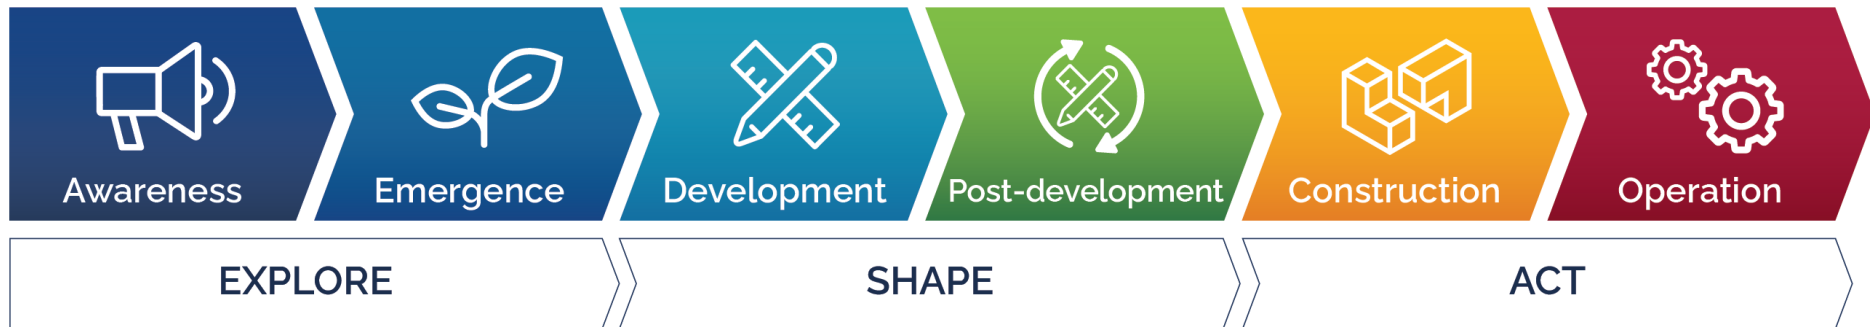 Awareness
Emergence
Development
Post-development
Construction
Operation
EXPLORE
SHAPE
ACT